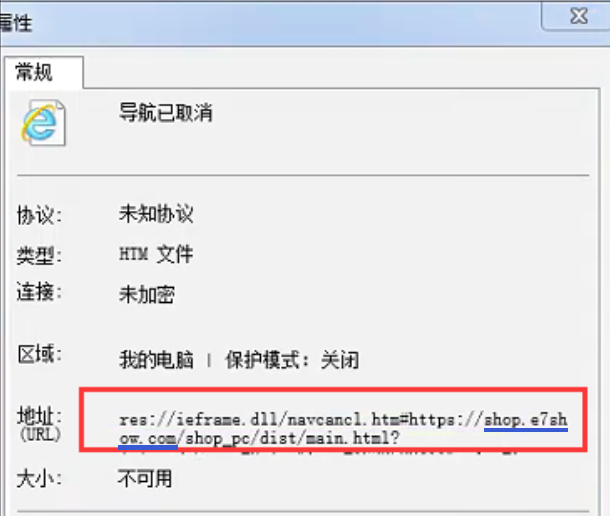 属性
常规
导航已取消
协议: 未知协议
类型: HTM 文件
连接: 未加密
区域: 我的电脑 | 保护模式: 关闭
地址: res://ieframe.dll/navcancl.htm#https://shop.e7sh
(URL) ow.com/shop_pc/dist/main.html?
大小: 不可用